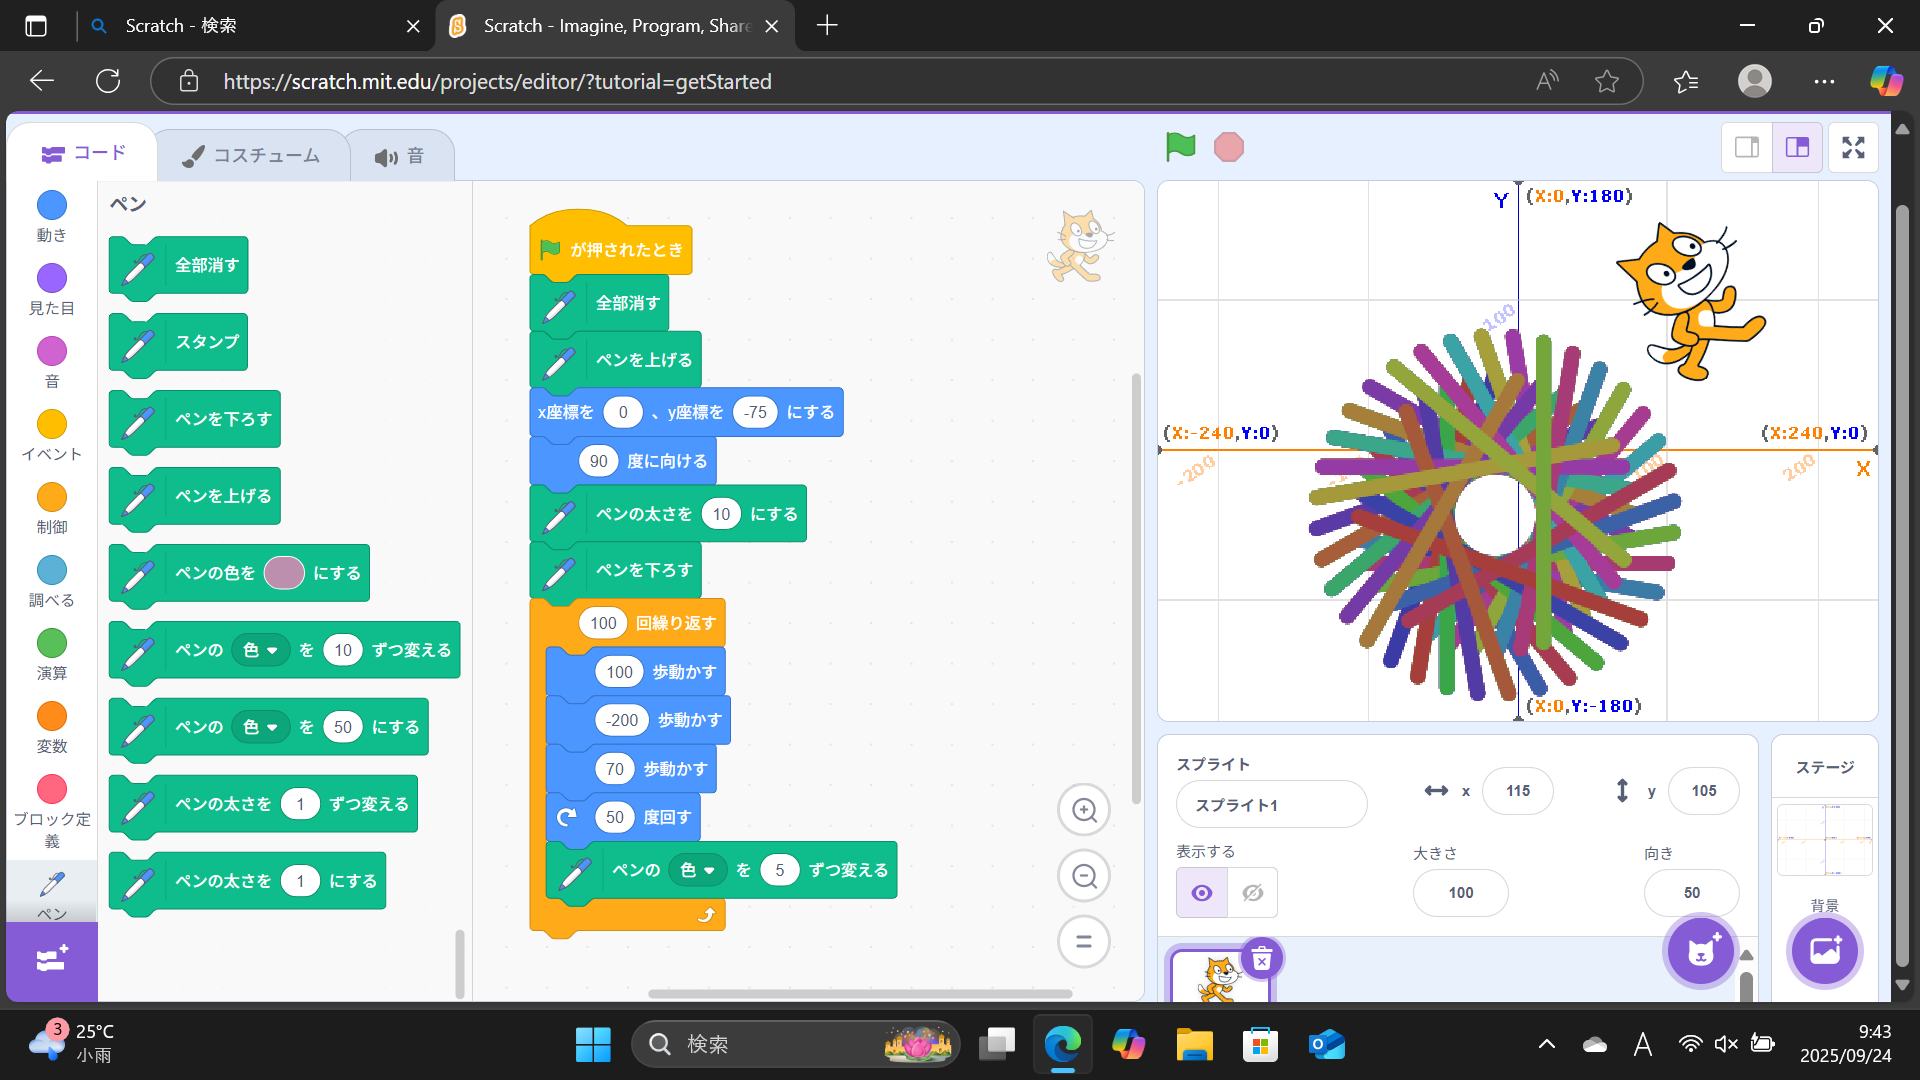 Scratch - 検索
Scratch - Imagine, Program, Share
https://scratch.mit.edu/projects/editor/?tutorial=getStarted
コード
コスチューム
音
動き
見た目
音
イベント
制御
調べる
演算
変数
ブロック定
義
ペン
ペン
全部消す
スタンプ
ペンを下ろす
ペンを上げる
ペンの色を にする
ペンの 色 を 10 ずつ変える
ペンの 色 を 50 にする
ペンの太さを 1 ずつ変える
ペンの太さを 1 にする
が押されたとき
全部消す
ペンを上げる
x座標を 0 、y座標を -75 にする
90 度に向ける
ペンの太さを 10 にする
ペンを下ろす
100 回繰り返す
100 歩動かす
-200 歩動かす
70 歩動かす
50 度回す
ペンの 色 を 5 ずつ変える
Y (X:0,Y:180)
100
(X:-240,Y:0)
(X:240,Y:0)
-200
200
X
(X:0,Y:-180)
スプライト
スプライト1
x 115
y 105
表示する
大きさ
100
向き
50
ステージ
背景
3
25°C
小雨
検索
A
9:43
2025/09/24